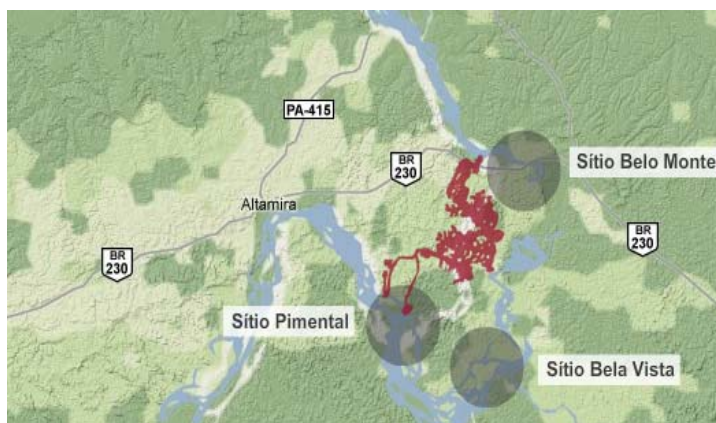 PA-415
BR
230
Sítio Belo Monte
Altamira
BR
230
BR
230
Sítio Pimental
Sítio Bela Vista